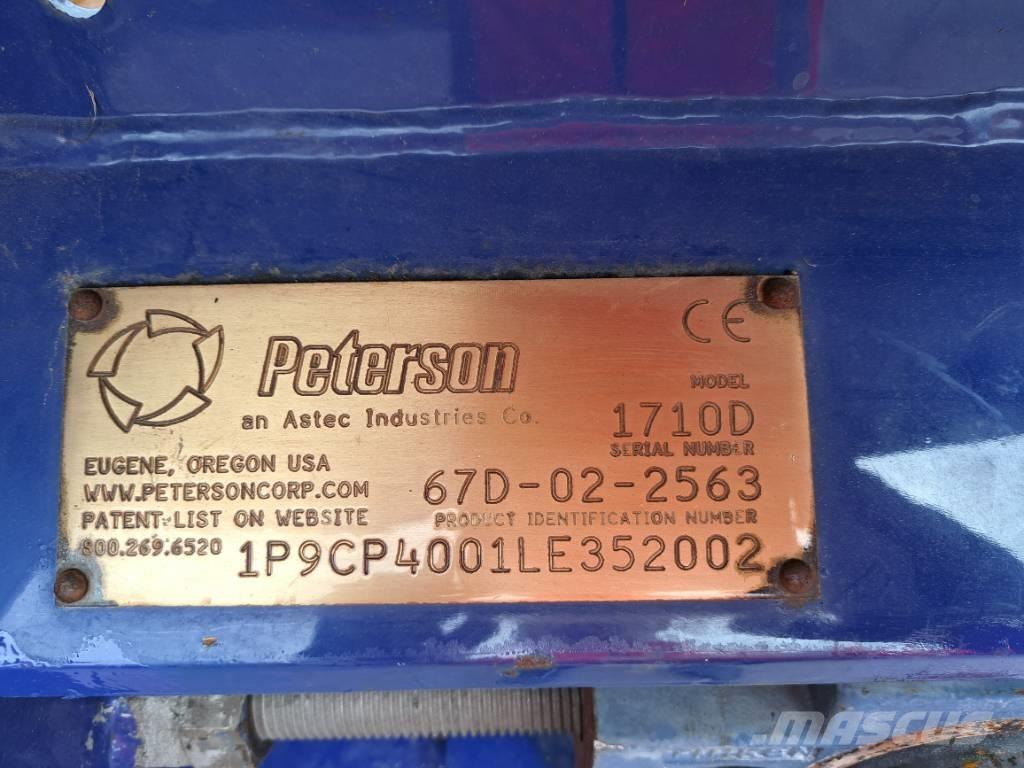 CE
Peterson
an Astec Industries Co.
MODEL
1710D
SERIAL NUMBER
67D-02-2563
EUGENE, OREGON USA
WWW.PETERSONCORP.COM
PATENT LIST ON WEBSITE
800.269.6520
PRODUCT IDENTIFICATION NUMBER
1P9CP4001LE352002
MASCUS